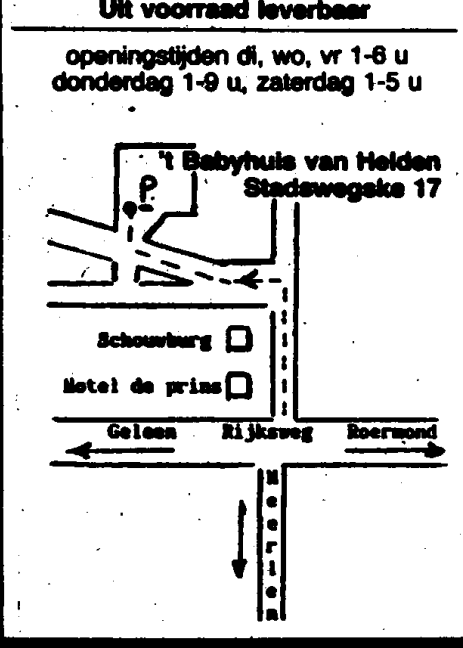 Uit voorraad leverbaar
openingstijden di, wo, vr 1-6 u
donderdag 1-9 u, zaterdag 1-5 u
't Babyhuis van Helden
Stadswegske 17
P
Schouwburg
Hotel de prins
Geleen Rijksweg Roermond
Heerlen